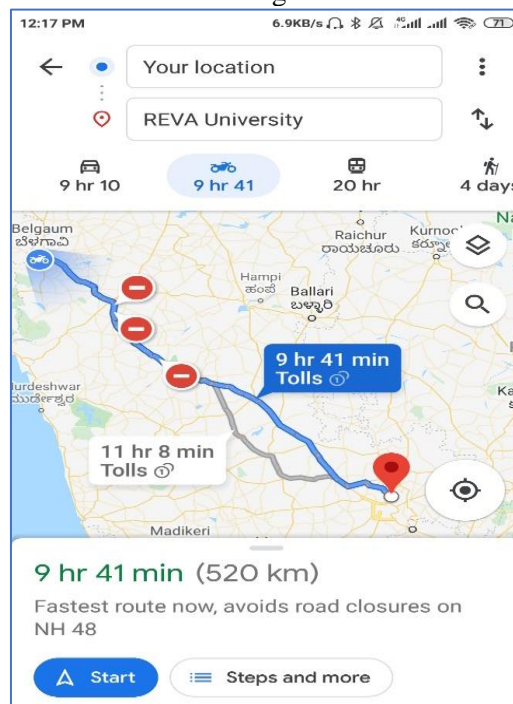 12:17 PM 6.9KB/s 4G 71
Your location
REVA University
9 hr 10 9 hr 41 20 hr 4 days
Belgaum
ಬೆಳಗಾವಿ
Raichur
ರಾಯಚೂರು
Hampi
ಹಂಪೆ
Ballari
ಬಳ್ಳಾರಿ
9 hr 41 min
Tolls
11 hr 8 min
Tolls
Madikeri
9 hr 41 min (520 km)
Fastest route now, avoids road closures on
NH 48
Start Steps and more